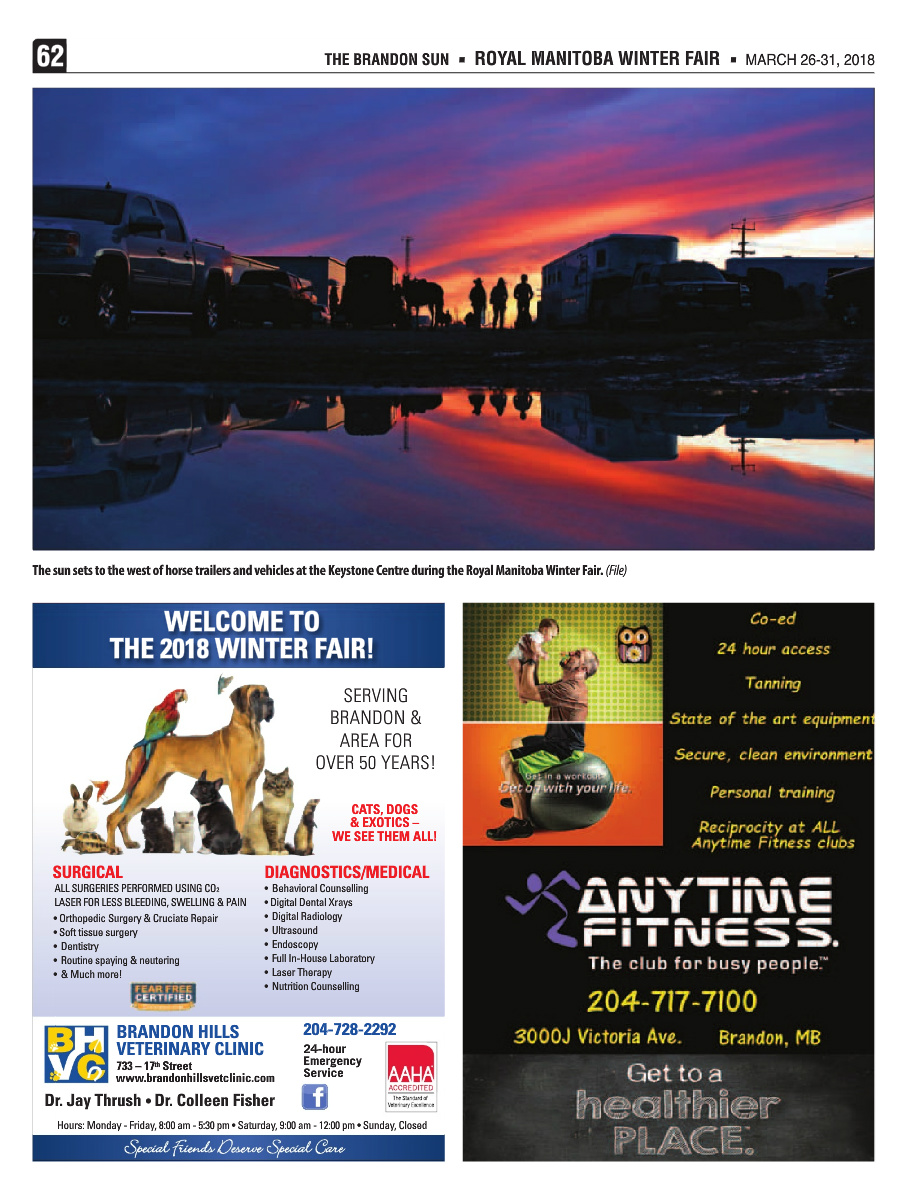 62
THE BRANDON SUN ▪ ROYAL MANITOBA WINTER FAIR ▪ MARCH 26-31, 2018
The sun sets to the west of horse trailers and vehicles at the Keystone Centre during the Royal Manitoba Winter Fair. (File)
WELCOME TO
THE 2018 WINTER FAIR!
SERVING
BRANDON &
AREA FOR
OVER 50 YEARS!
CATS, DOGS
& EXOTICS –
WE SEE THEM ALL!
SURGICAL
ALL SURGERIES PERFORMED USING CO₂
LASER FOR LESS BLEEDING, SWELLING & PAIN
• Orthopedic Surgery & Cruciate Repair
• Soft tissue surgery
• Dentistry
• Routine spaying & neutering
• & Much more!
FEAR FREE
CERTIFIED
DIAGNOSTICS/MEDICAL
• Behavioral Counselling
• Digital Dental Xrays
• Digital Radiology
• Ultrasound
• Endoscopy
• Full In-House Laboratory
• Laser Therapy
• Nutrition Counselling
BH
VC
BRANDON HILLS
VETERINARY CLINIC
733 – 17th Street
www.brandonhillsvetclinic.com
204-728-2292
24-hour
Emergency
Service
f
AAHA
ACCREDITED
The Standard of
Veterinary Excellence
Dr. Jay Thrush • Dr. Colleen Fisher
Hours: Monday - Friday, 8:00 am - 5:30 pm • Saturday, 9:00 am - 12:00 pm • Sunday, Closed
Special Friends Deserve Special Care
Get in a workout.
Get on with your life.
Co-ed
24 hour access
Tanning
State of the art equipment
Secure, clean environment
Personal training
Reciprocity at ALL
Anytime Fitness clubs
ANYTIME
FITNESS.
The club for busy people.™
204-717-7100
3000J Victoria Ave. Brandon, MB
Get to a
healthier
PLACE.